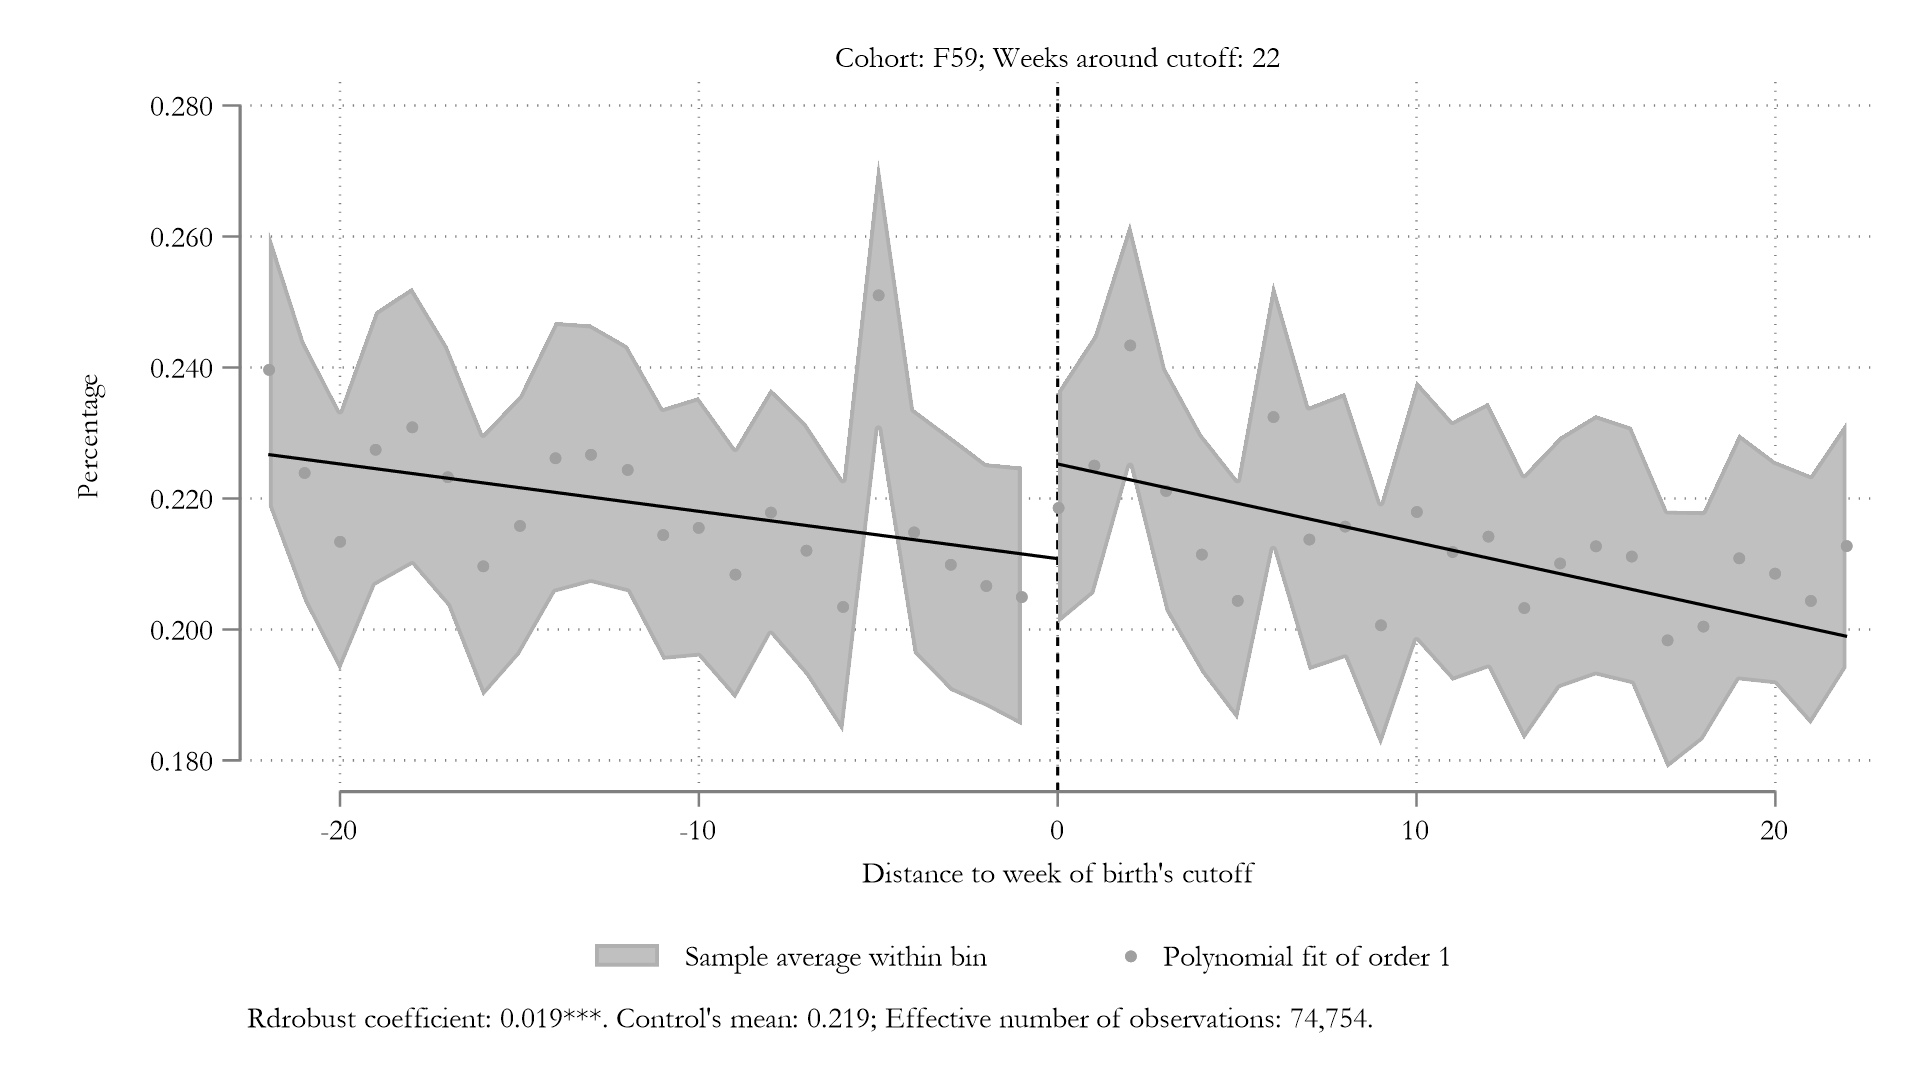 Cohort: F59; Weeks around cutoff: 22
0.280
0.260
0.240
0.220
0.200
0.180
Percentage
-20 -10 0 10 20
Distance to week of birth's cutoff
Sample average within bin Polynomial fit of order 1
Rdrobust coefficient: 0.019***. Control's mean: 0.219; Effective number of observations: 74,754.